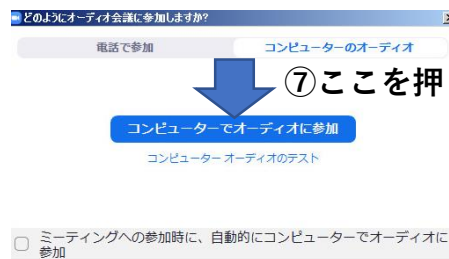 どのようにオーディオ会議に参加しますか?
電話で参加 コンピューターのオーディオ
⑦ここを押
コンピューターでオーディオに参加
コンピューター オーディオのテスト
ミーティングへの参加時に、自動的にコンピューターでオーディオに
参加